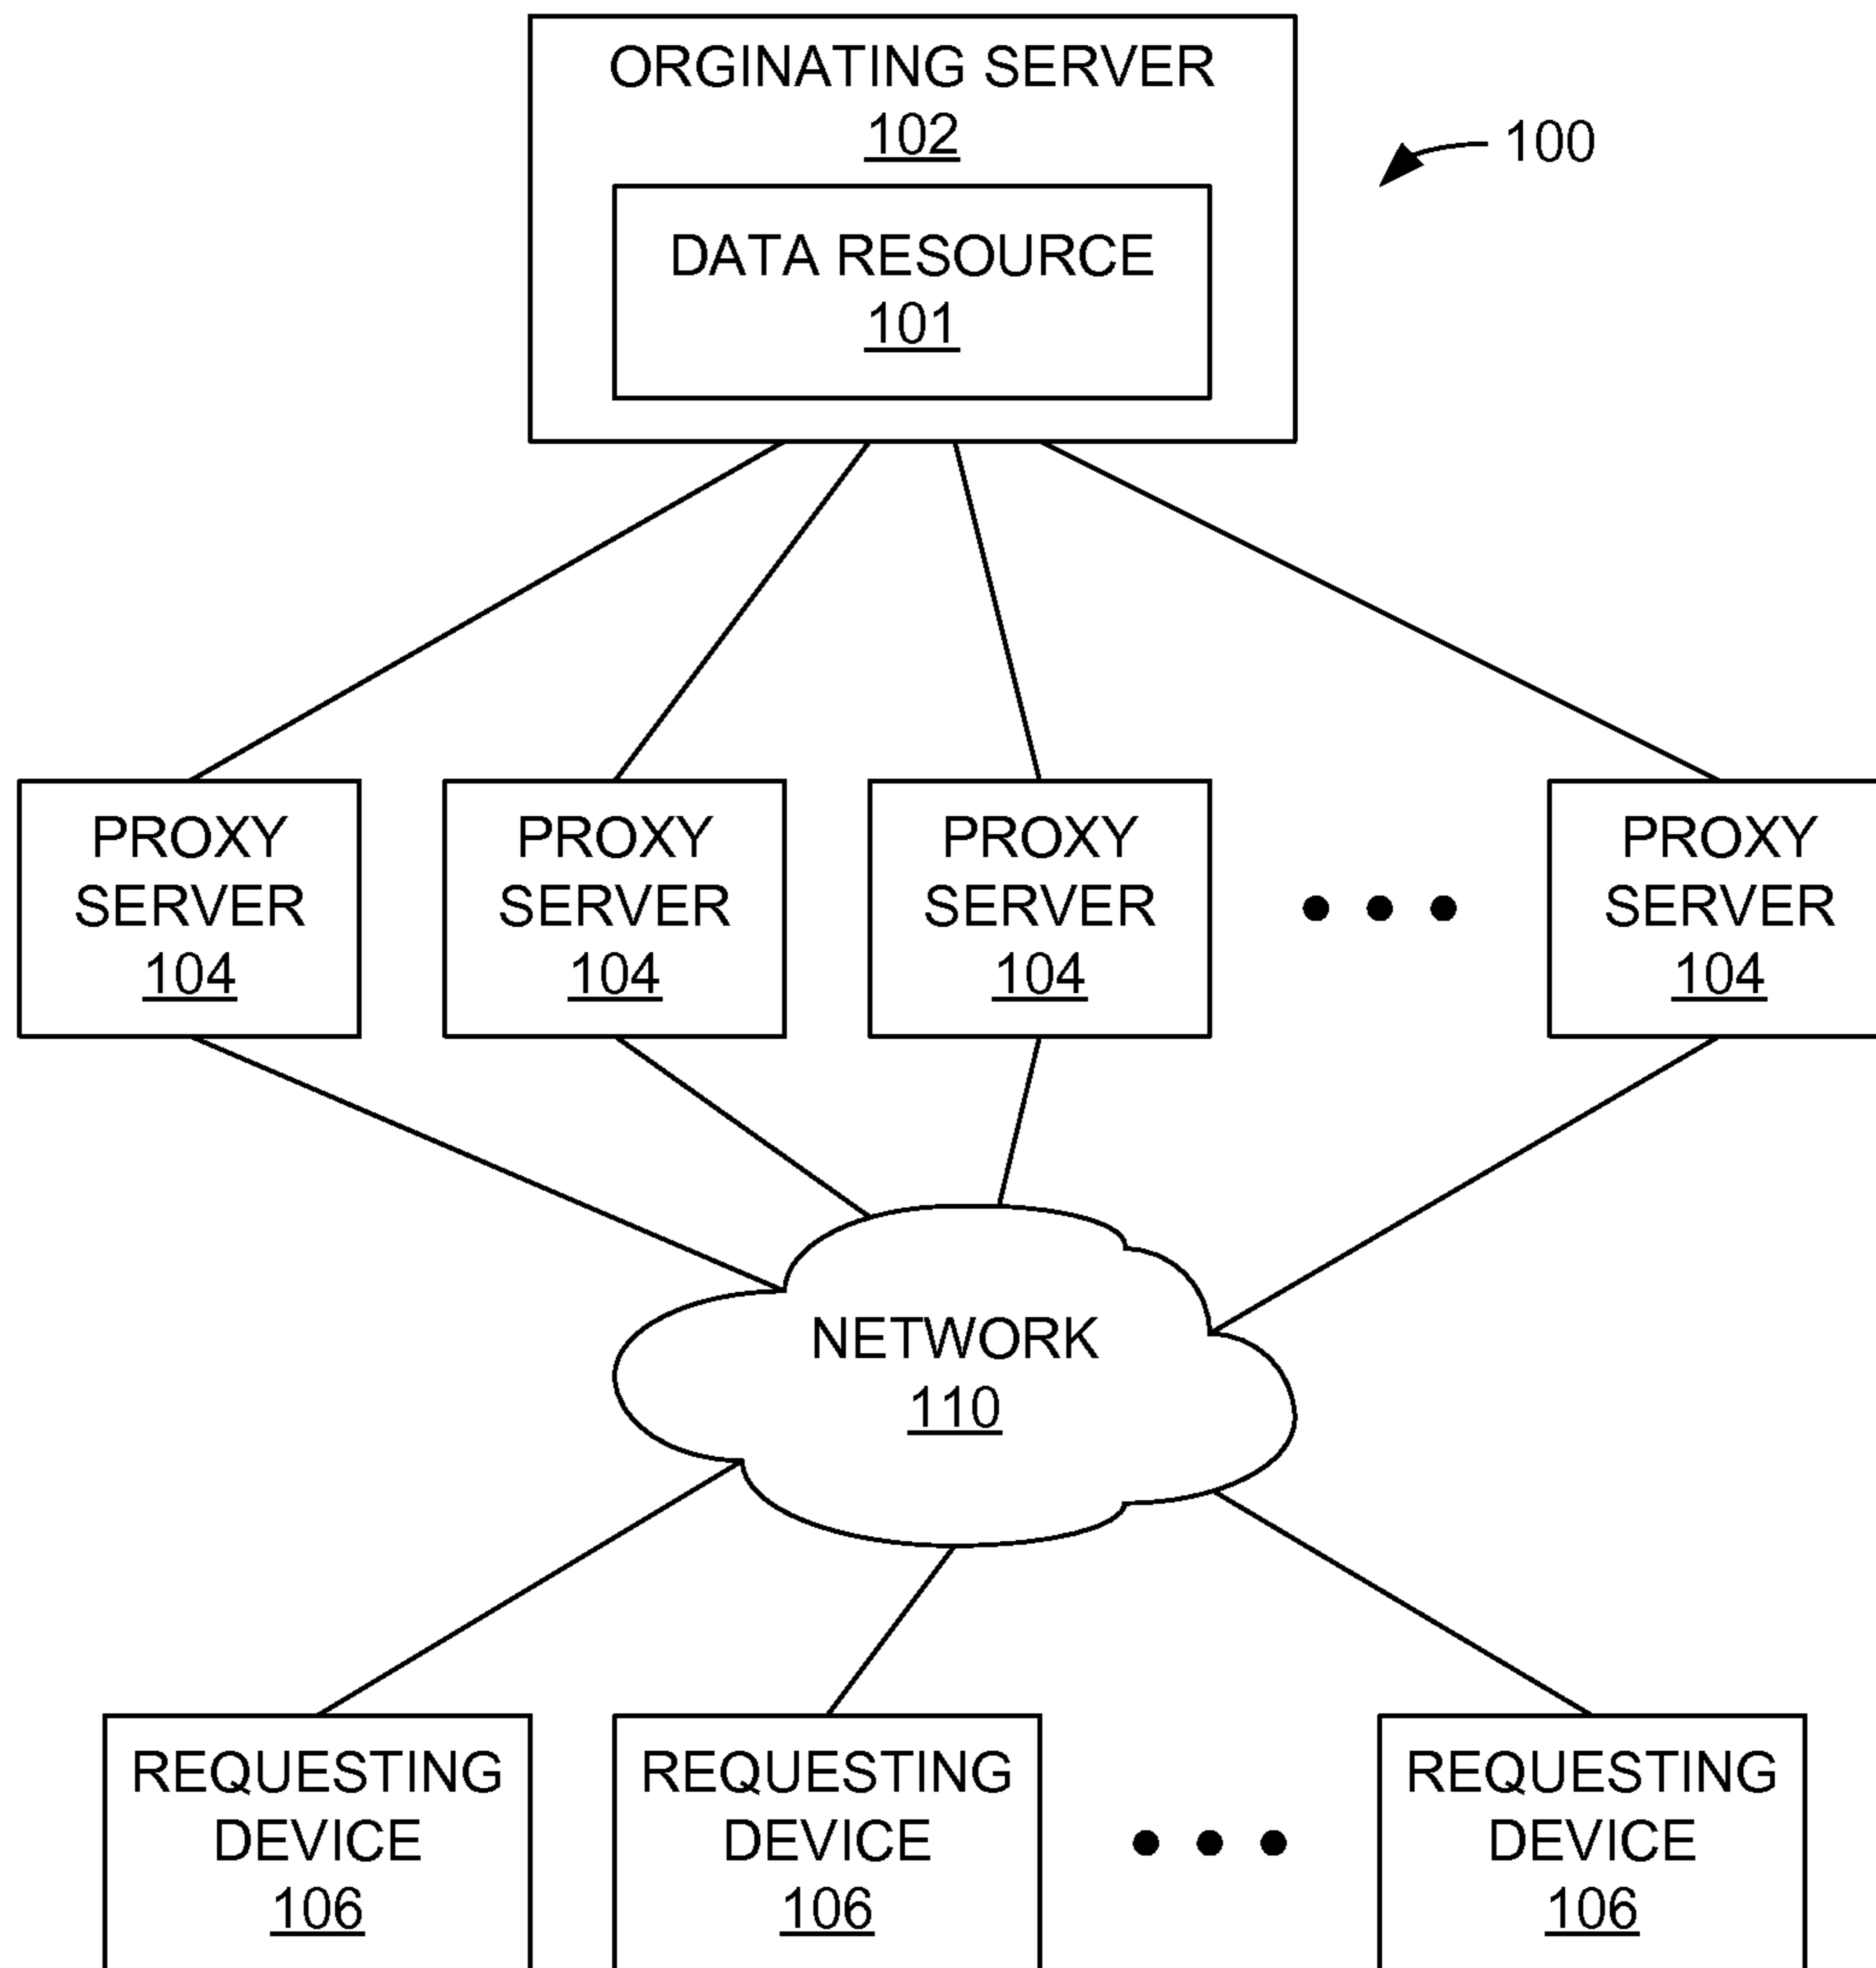 ORGINATING SERVER
102
100
DATA RESOURCE
101
PROXY
SERVER
104
PROXY
SERVER
104
PROXY
SERVER
104
PROXY
SERVER
104
NETWORK
110
REQUESTING
DEVICE
106
REQUESTING
DEVICE
106
REQUESTING
DEVICE
106